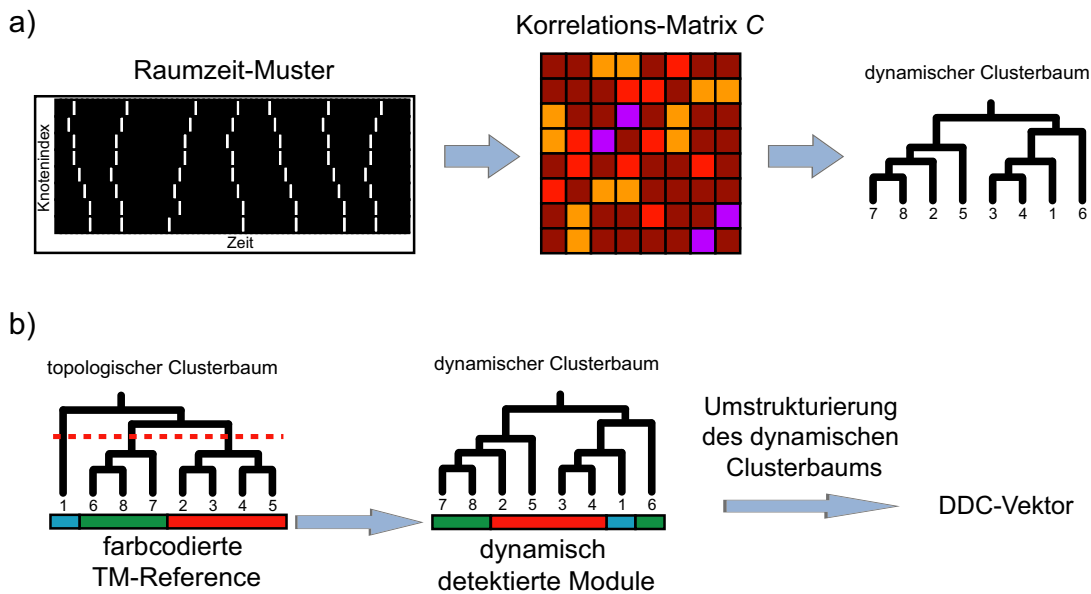 a)
Korrelations-Matrix C
Raumzeit-Muster
dynamischer Clusterbaum
Knotenindex
Zeit
7 8 2 5 3 4 1 6
b)
topologischer Clusterbaum
dynamischer Clusterbaum
Umstrukturierung
des dynamischen
Clusterbaums
1 6 8 7 2 3 4 5
7 8 2 5 3 4 1 6
DDC-Vektor
farbcodierte
TM-Reference
dynamisch
detektierte Module